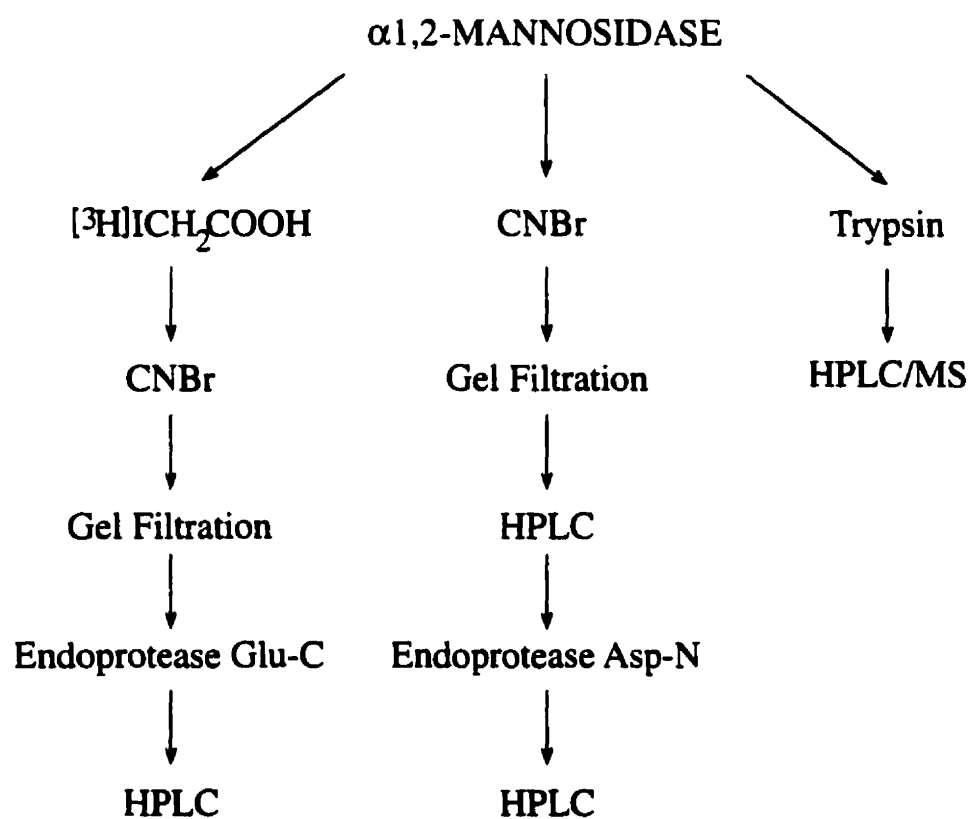 α1,2-MANNOSIDASE
[³H]ICH₂COOH
CNBr
Trypsin
CNBr
Gel Filtration
HPLC/MS
Gel Filtration
HPLC
Endoprotease Glu-C
Endoprotease Asp-N
HPLC
HPLC